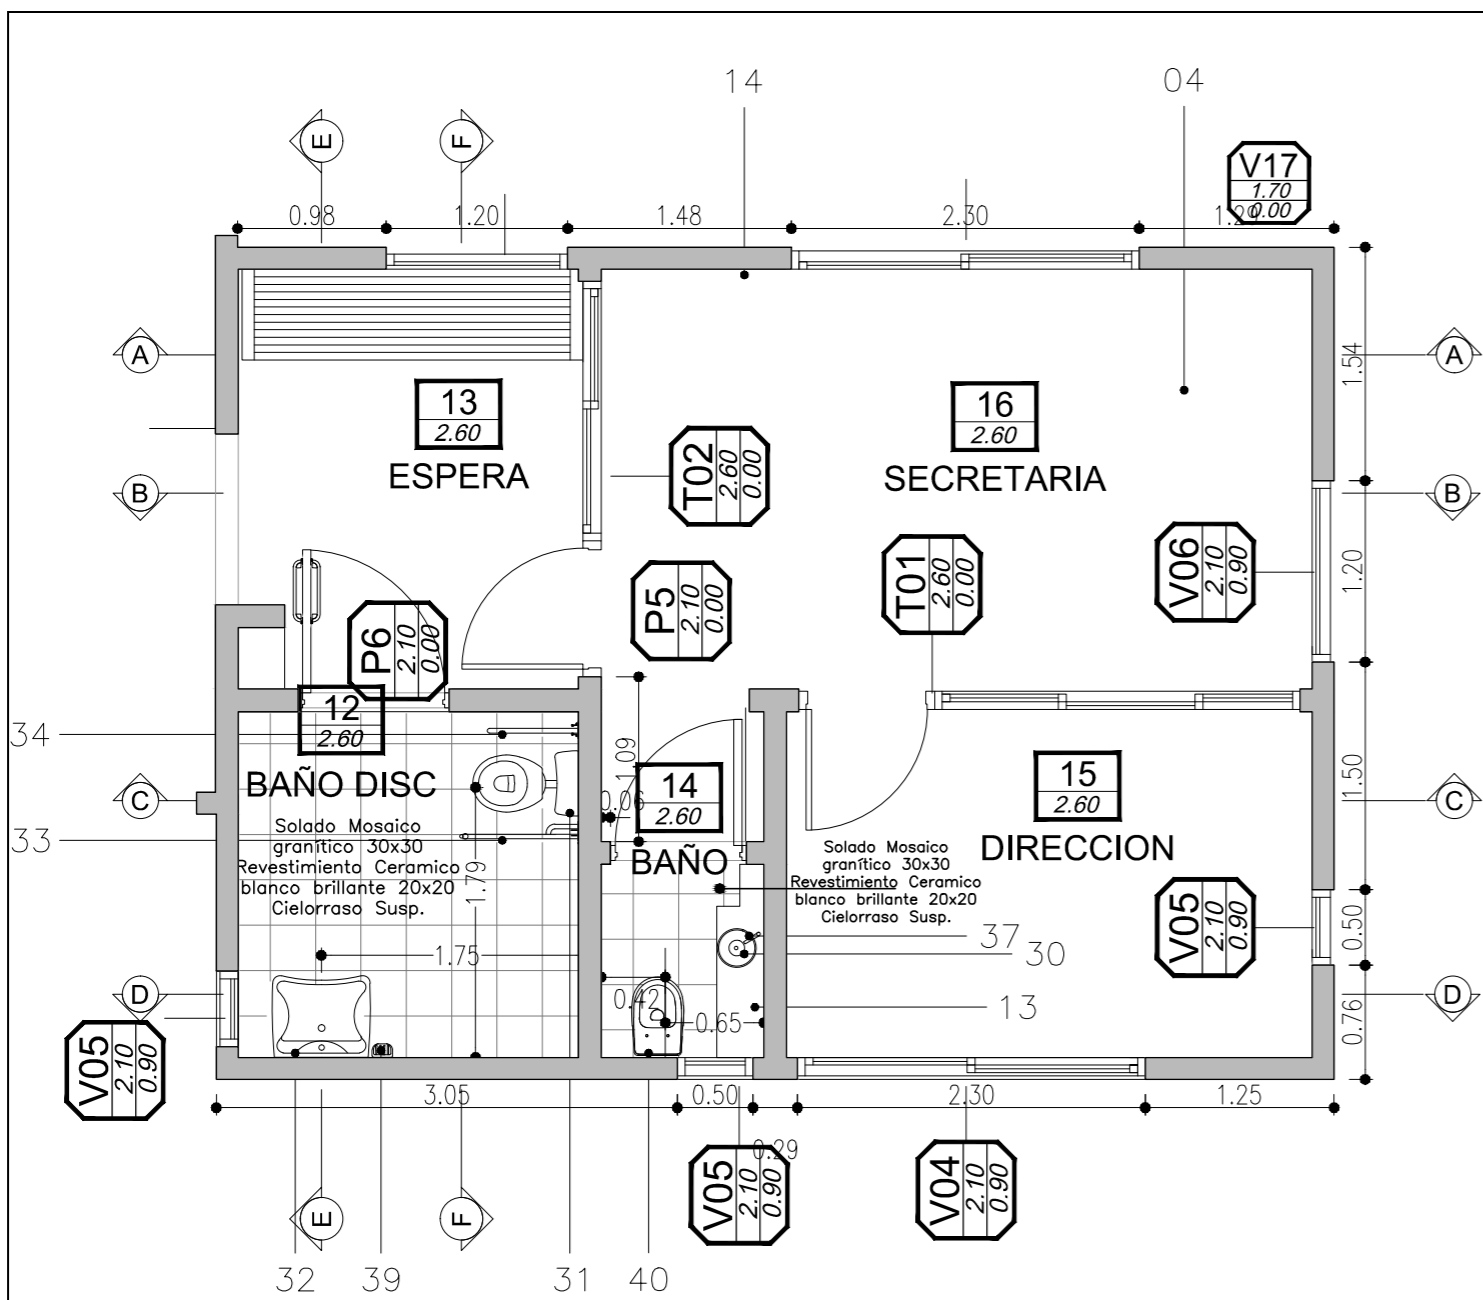 14
04
E
F
V17
1.70
0.00
0.98
1.20
1.48
2.30
1.29
A
A
1.54
13
2.60
ESPERA
16
2.60
SECRETARIA
T02
2.60
0.00
B
B
V06
2.10
0.90
1.20
T01
2.60
0.00
P5
2.10
0.00
P6
2.10
0.00
12
2.60
BAÑO DISC
34
1.09
0.06
14
2.60
BAÑO
15
2.60
DIRECCION
1.50
C
C
33
Solado Mosaico
granítico 30x30
Revestimiento Ceramico
blanco brillante 20x20
Cielorraso Susp.
1.79
Solado Mosaico
granítico 30x30
Revestimiento Ceramico
blanco brillante 20x20
Cielorraso Susp.
V05
2.10
0.90
0.50
37
30
1.75
D
D
0.42
0.65
13
0.76
V05
2.10
0.90
3.05
0.50
0.29
2.30
1.25
V05
2.10
0.90
V04
2.10
0.90
E
F
32
39
31
40